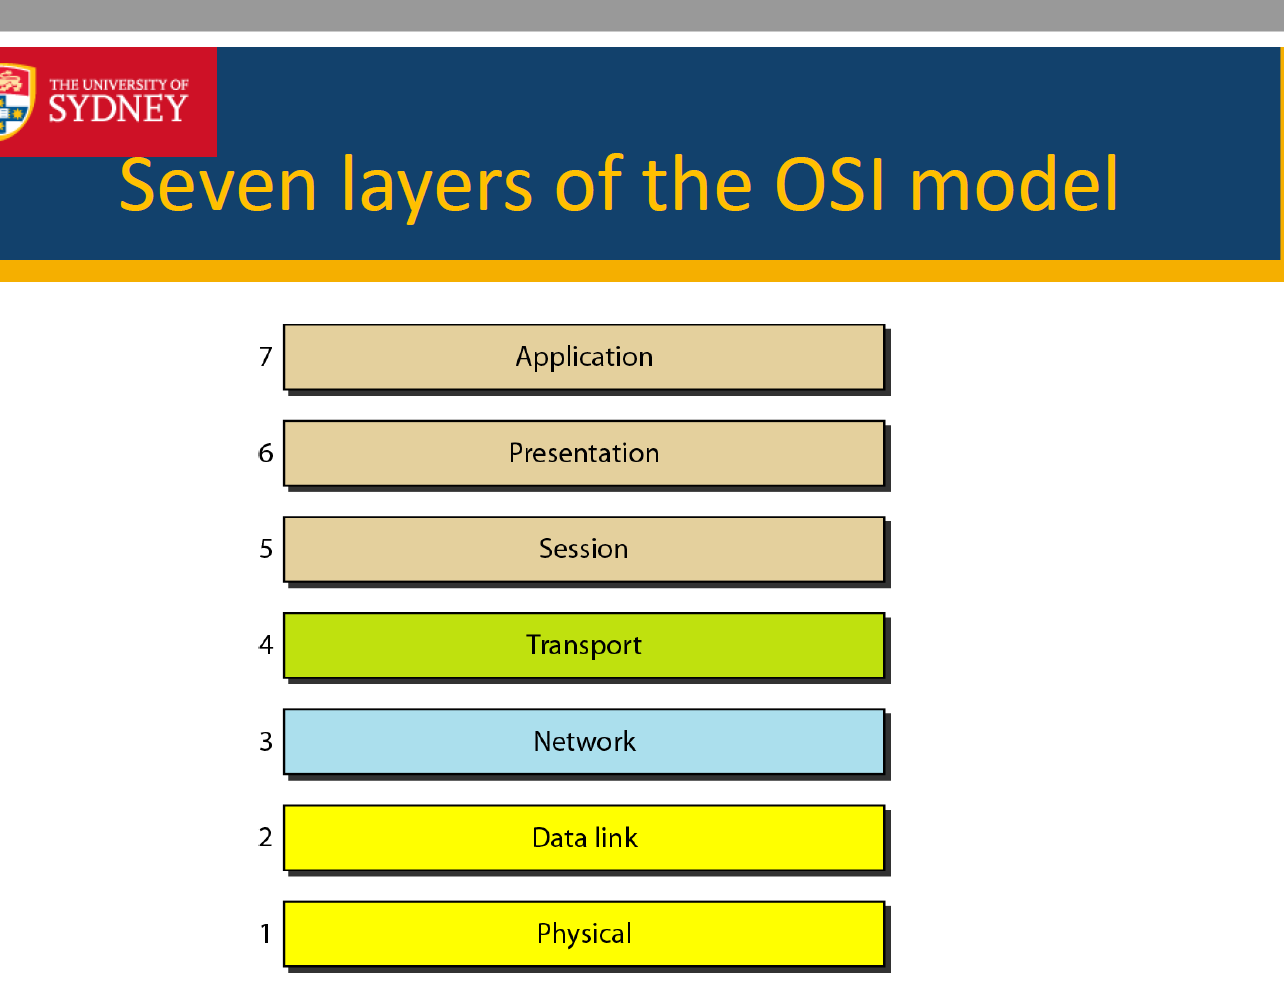 THE UNIVERSITY OF
SYDNEY
Seven layers of the OSI model
7 Application
6 Presentation
5 Session
4 Transport
3 Network
2 Data link
1 Physical